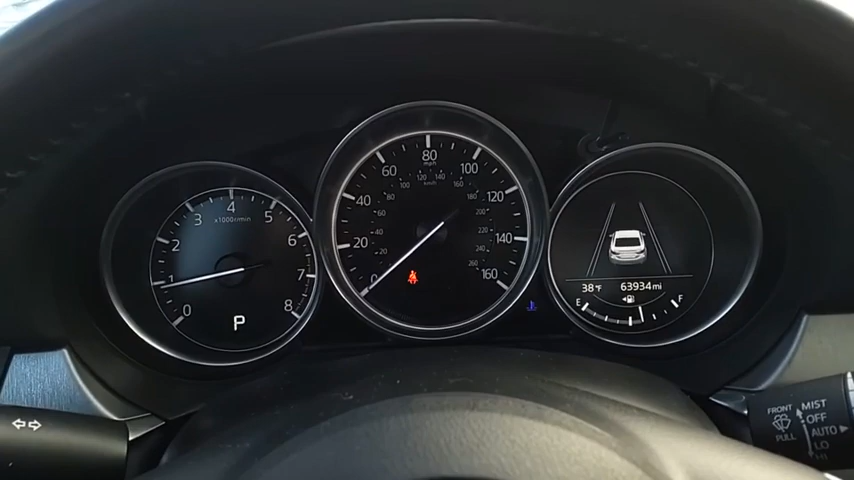 0 1 2 3 4 5 6 7 8
x1000r/min
P
0 20 40 60 80 100 120 140 160
mph
20 40 60 80 100 120 140 160 180 200 220 240 260
km/h
38°F 63934mi
E F
FRONT MIST
OFF
PULL AUTO
LO
HI